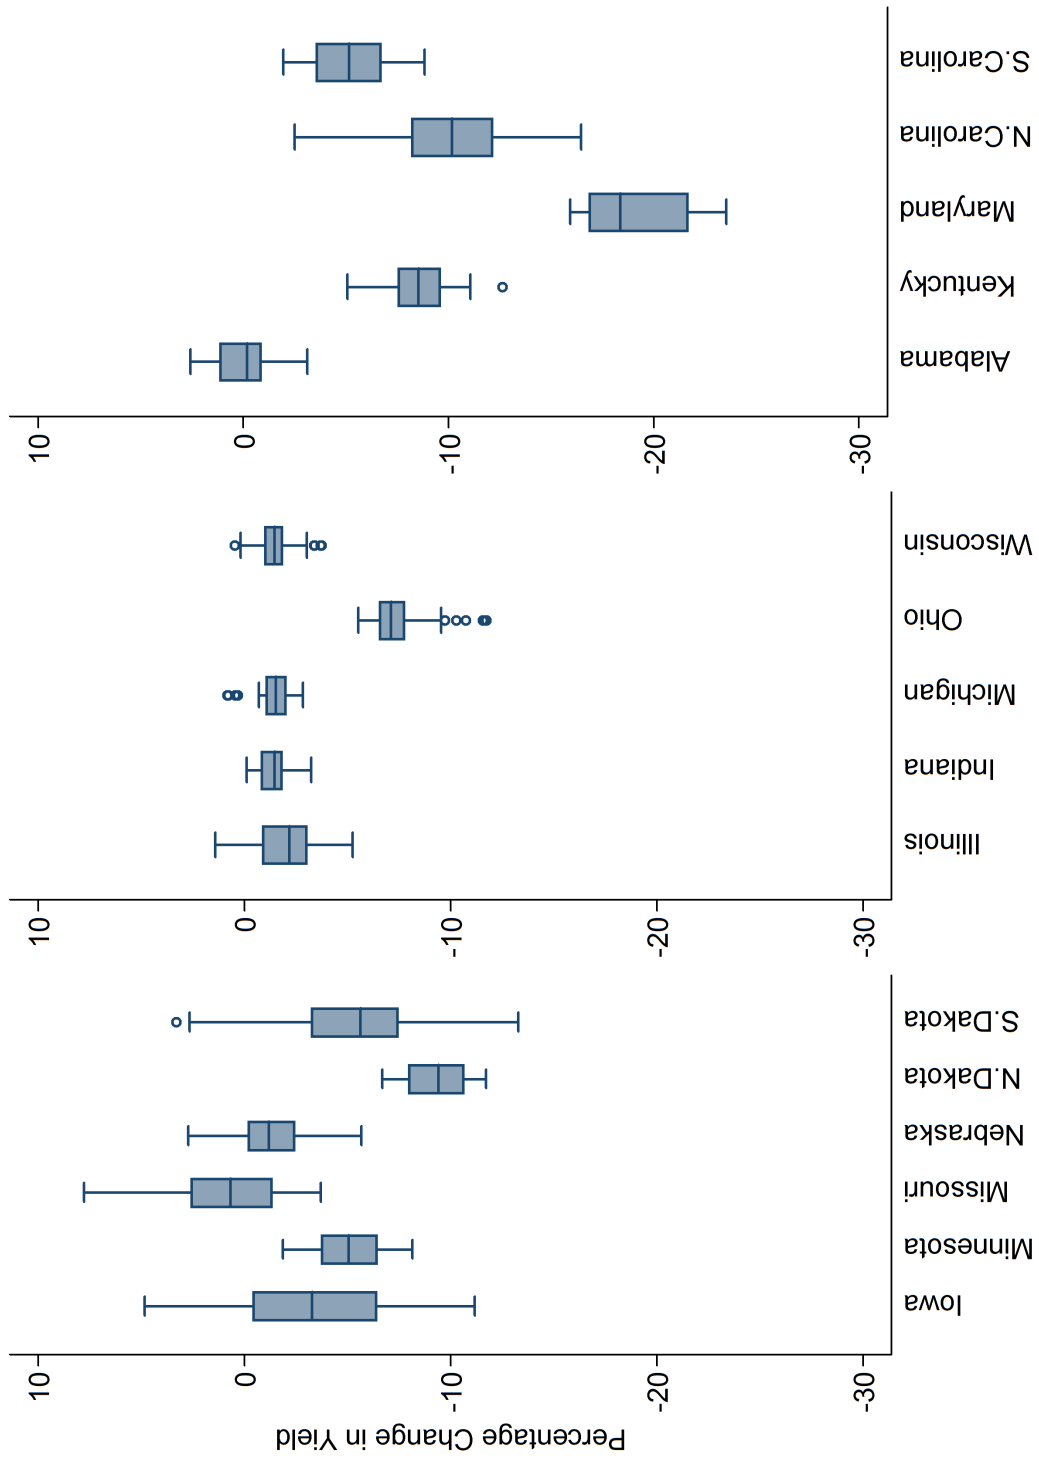 Percentage Change in Yield
10
0
-10
-20
-30
Iowa
Minnesota
Missouri
Nebraska
N.Dakota
S.Dakota
10
0
-10
-20
-30
Illinois
Indiana
Michigan
Ohio
Wisconsin
10
0
-10
-20
-30
Alabama
Kentucky
Maryland
N.Carolina
S.Carolina